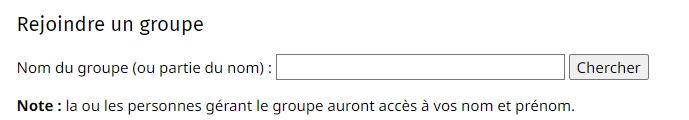 Rejoindre un groupe
Nom du groupe (ou partie du nom) : Chercher
Note : la ou les personnes gérant le groupe auront accès à vos nom et prénom.